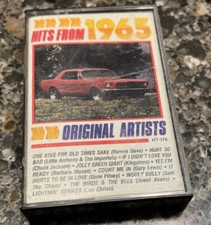 HITS FROM 1965
ORIGINAL ARTISTS
ONE KISS FOR OLD TIMES SAKE (Ronnie Dove) • HURT SO
BAD (Little Anthony & The Imperials) • IF I DIDN'T LOVE YOU
(Chuck Jackson) • JOLLY GREEN GIANT (Kingsmen) • YES I'M
READY (Barbara Mason) • COUNT ME IN (Gary Lewis) • IT
HURTS TO BE IN LOVE (Gene Pitney) • WOOLY BULLY (Sam
The Sham) • THE BIRDS & THE BEES (Jewel Akens) •
LIGHTNIN' STRIKES (Lou Christi)